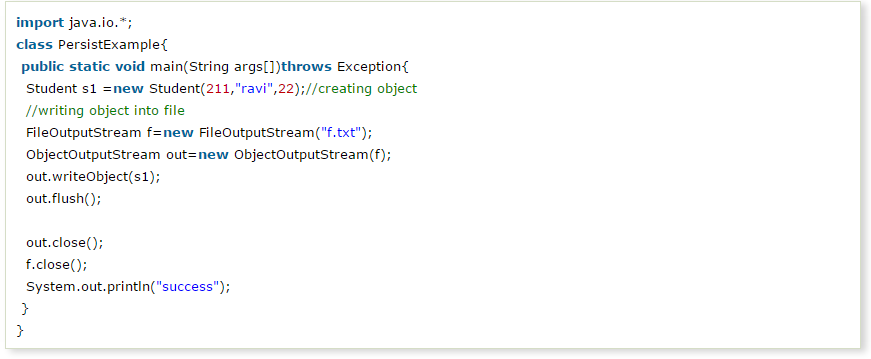 import java.io.*;
class PersistExample{
public static void main(String args[])throws Exception{
Student s1 =new Student(211,"ravi",22);//creating object
//writing object into file
FileOutputStream f=new FileOutputStream("f.txt");
ObjectOutputStream out=new ObjectOutputStream(f);
out.writeObject(s1);
out.flush();
out.close();
f.close();
System.out.println("success");
}
}